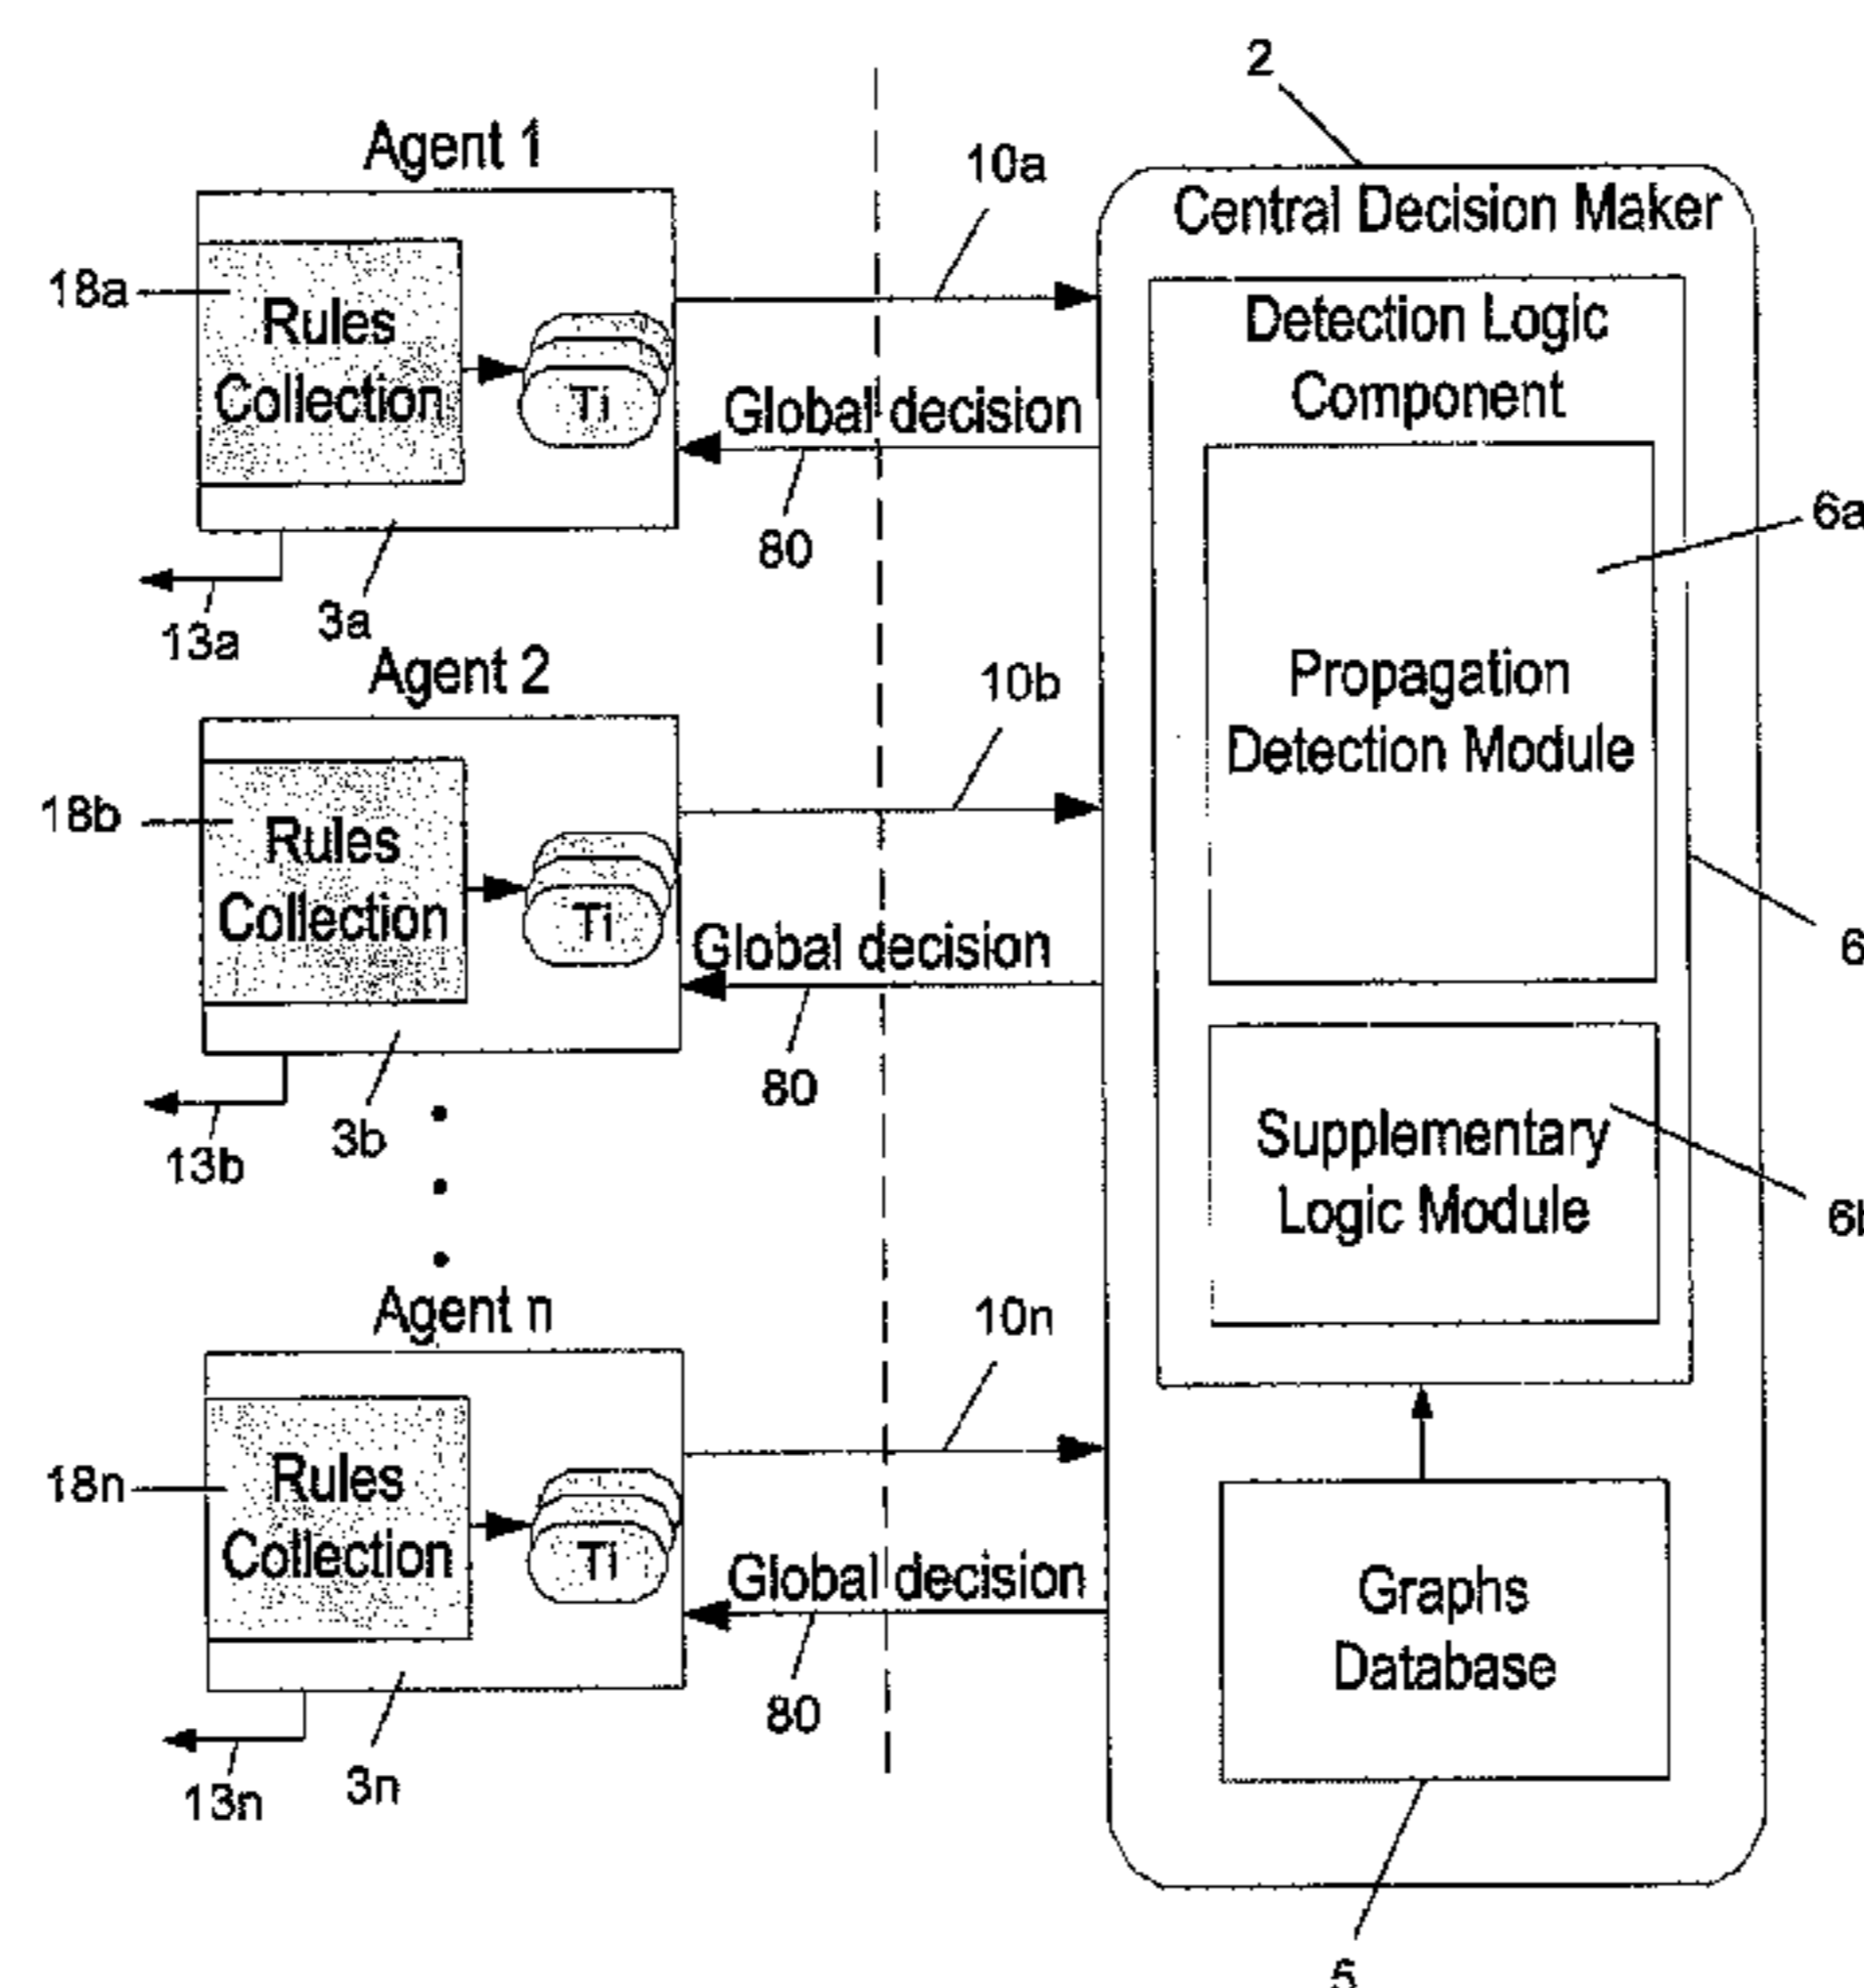 2
Agent 1
10a
Central Decision Maker
18a
Rules
Collection
Ti
Detection Logic
Component
Global decision
80
6a
13a
3a
Propagation
Detection Module
Agent 2
10b
18b
Rules
Collection
Ti
Global decision
80
6
13b
3b
Supplementary
Logic Module
Agent n
10n
18n
Rules
Collection
Ti
Global decision
80
13n
3n
Graphs
Database
5